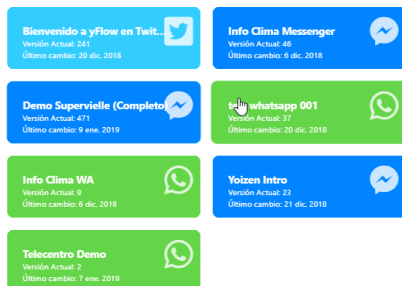 Bienvenido a yFlow en Twit...
Versión Actual: 241
Último cambio: 20 dic. 2018
Info Clima Messenger
Versión Actual: 46
Último cambio: 6 dic. 2018
Demo Supervielle (Completo)
Versión Actual: 471
Último cambio: 9 ene. 2019
whatsapp 001
Versión Actual: 37
Último cambio: 20 dic. 2018
Info Clima WA
Versión Actual: 9
Último cambio: 6 dic. 2018
Yoizen Intro
Versión Actual: 23
Último cambio: 21 dic. 2018
Telecentro Demo
Versión Actual: 2
Último cambio: 7 ene. 2019